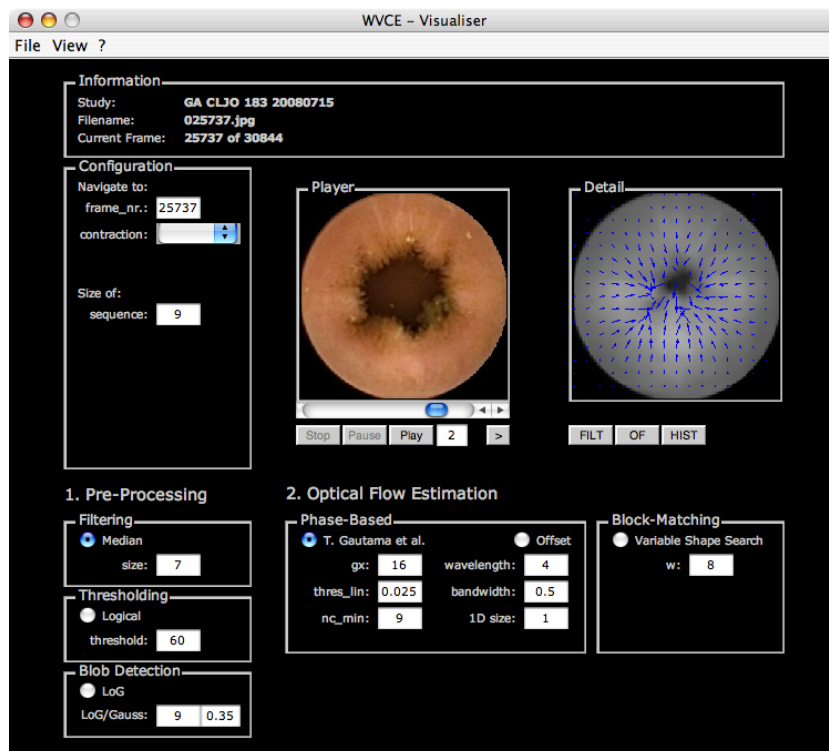 WVCE – Visualiser
File View ?
Information
Study: GA CLJO 183 20080715
Filename: 025737.jpg
Current Frame: 25737 of 30844
Configuration
Navigate to:
frame_nr.: 25737
contraction:
Size of:
sequence: 9
Player
Stop Pause Play 2 >
Detail
FILT OF HIST
1. Pre-Processing
Filtering
Median
size: 7
Thresholding
Logical
threshold: 60
Blob Detection
LoG
LoG/Gauss: 9 0.35
2. Optical Flow Estimation
Phase-Based
T. Gautama et al. Offset
gx: 16 wavelength: 4
thres_lin: 0.025 bandwidth: 0.5
nc_min: 9 1D size: 1
Block-Matching
Variable Shape Search
w: 8